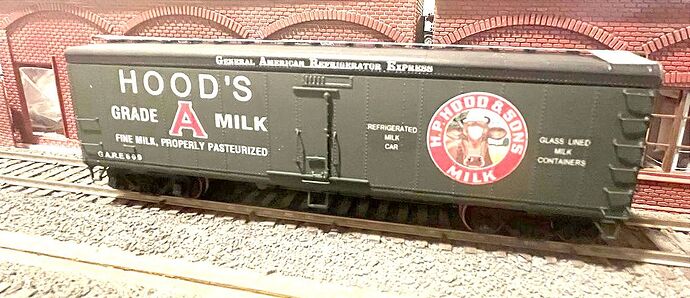 General American Refrigerator Express
HOOD'S
GRADE A MILK
FINE MILK, PROPERLY PASTEURIZED
G.A.R.E 809
REFRIGERATED
MILK
CAR
H.P. HOOD & SONS
MILK
GLASS LINED
MILK
CONTAINERS